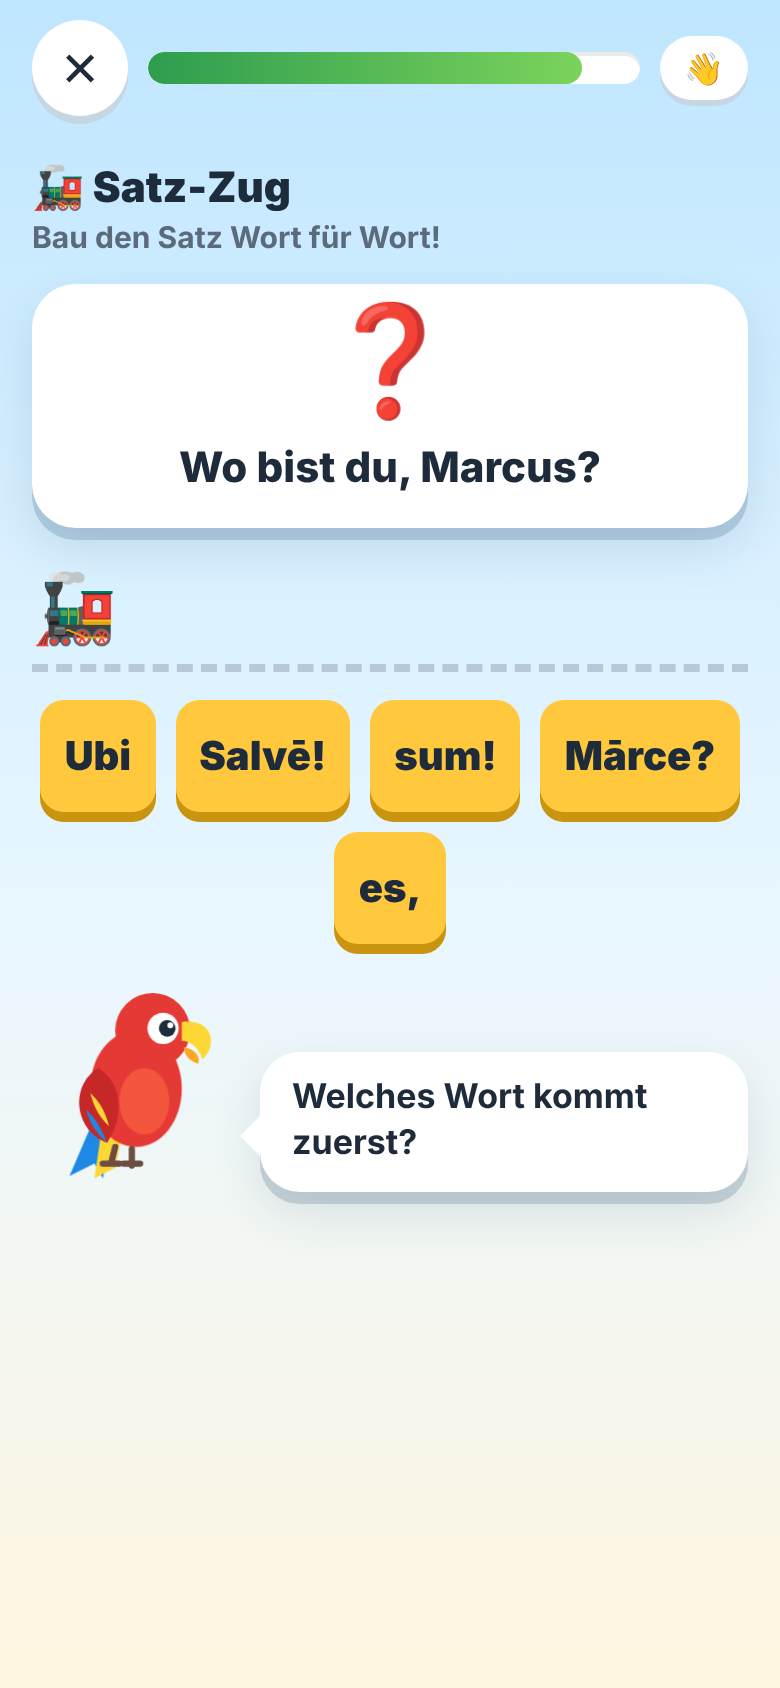 Satz-Zug
Bau den Satz Wort für Wort!
Wo bist du, Marcus?
Ubi
Salvē!
sum!
Mārce?
es,
Welches Wort kommt
zuerst?